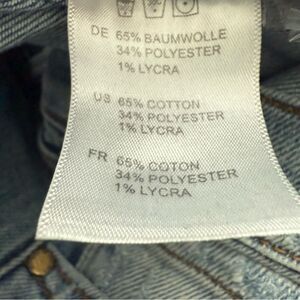 DE 65% BAUMWOLLE
34% POLYESTER
1% LYCRA
US 65% COTTON
34% POLYESTER
1% LYCRA
FR 65% COTON
34% POLYESTER
1% LYCRA